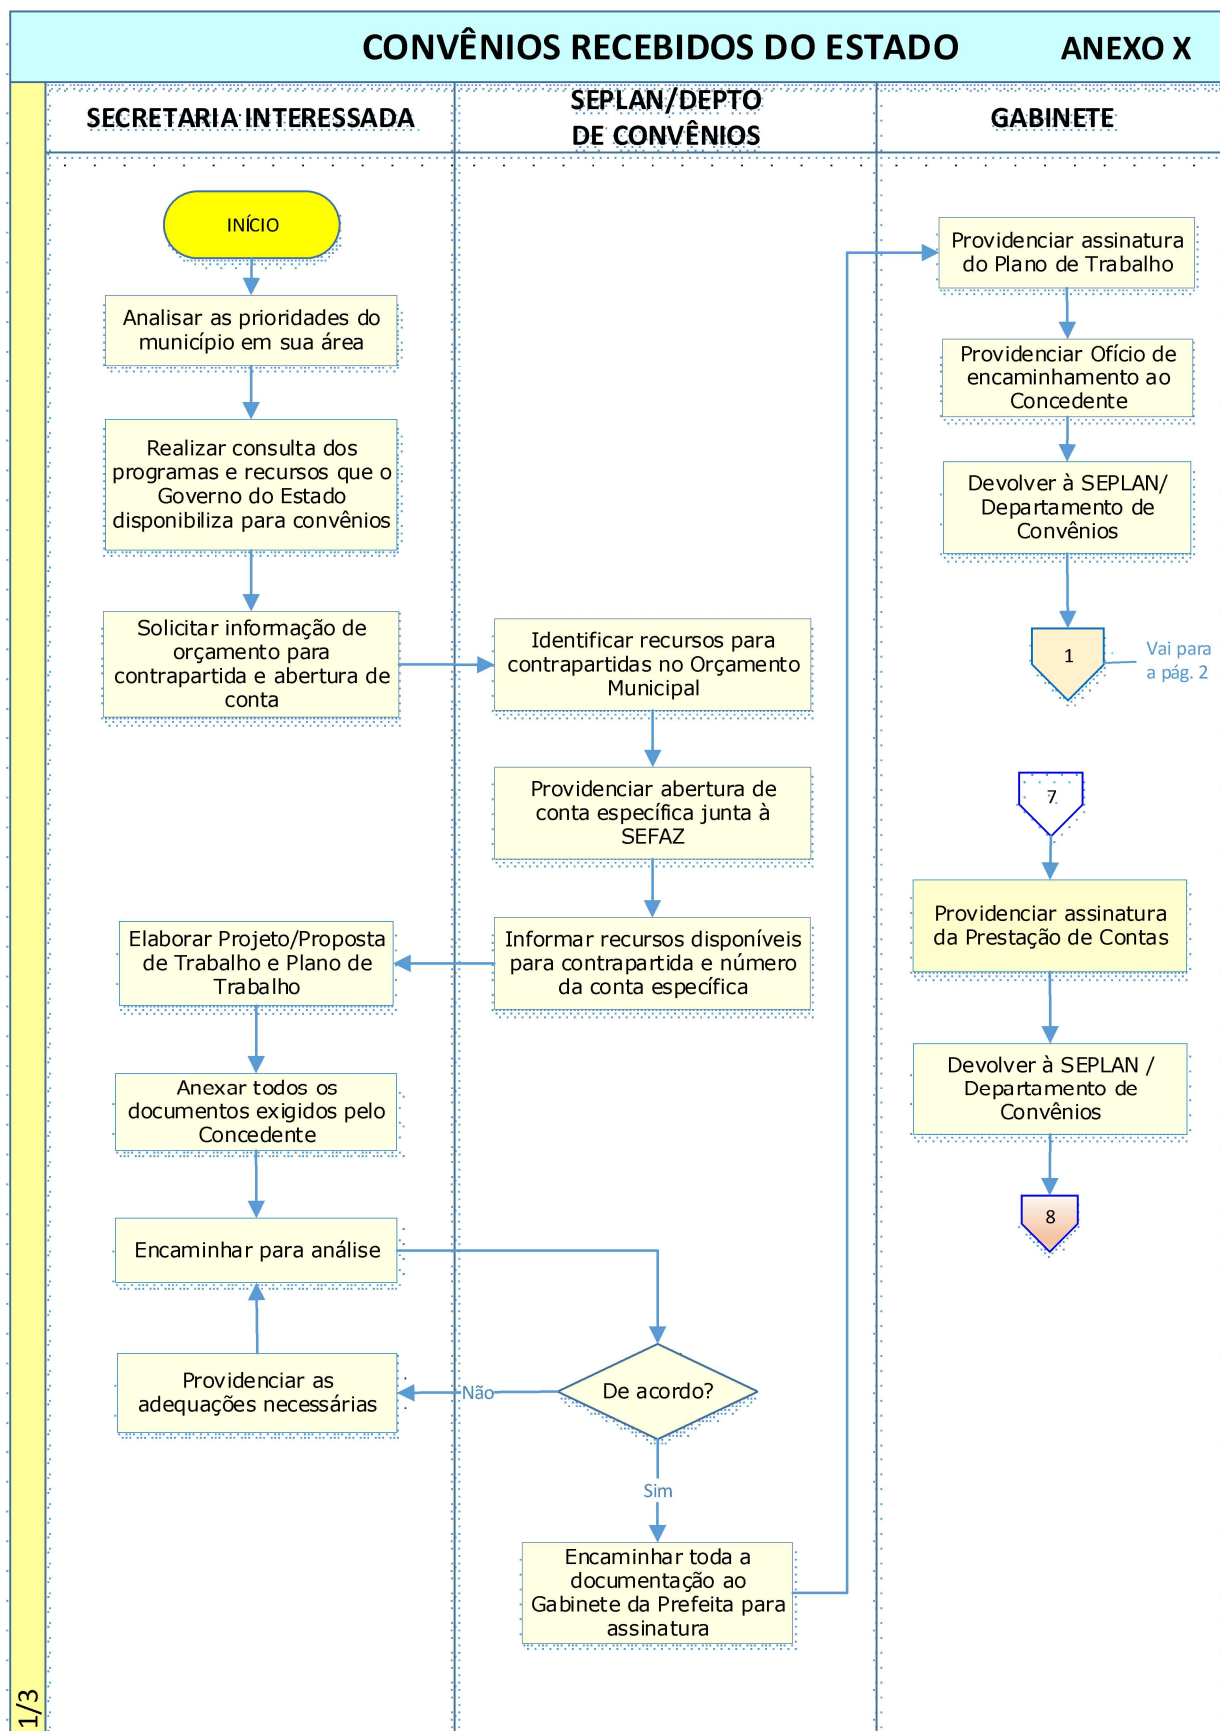 CONVÊNIOS RECEBIDOS DO ESTADO
ANEXO X
SECRETARIA INTERESSADA
SEPLAN/DEPTO
DE CONVÊNIOS
GABINETE
INÍCIO
Analisar as prioridades do
município em sua área
Realizar consulta dos
programas e recursos que o
Governo do Estado
disponibiliza para convênios
Solicitar informação de
orçamento para
contrapartida e abertura de
conta
Identificar recursos para
contrapartidas no Orçamento
Municipal
Providenciar abertura de
conta específica junta à
SEFAZ
Informar recursos disponíveis
para contrapartida e número
da conta específica
Elaborar Projeto/Proposta
de Trabalho e Plano de
Trabalho
Anexar todos os
documentos exigidos pelo
Concedente
Encaminhar para análise
Providenciar as
adequações necessárias
De acordo?
Não
Sim
Encaminhar toda a
documentação ao
Gabinete da Prefeita para
assinatura
Providenciar assinatura
do Plano de Trabalho
Providenciar Ofício de
encaminhamento ao
Concedente
Devolver à SEPLAN/
Departamento de
Convênios
1
Vai para
a pág. 2
7
Providenciar assinatura
da Prestação de Contas
Devolver à SEPLAN /
Departamento de
Convênios
8
1/3